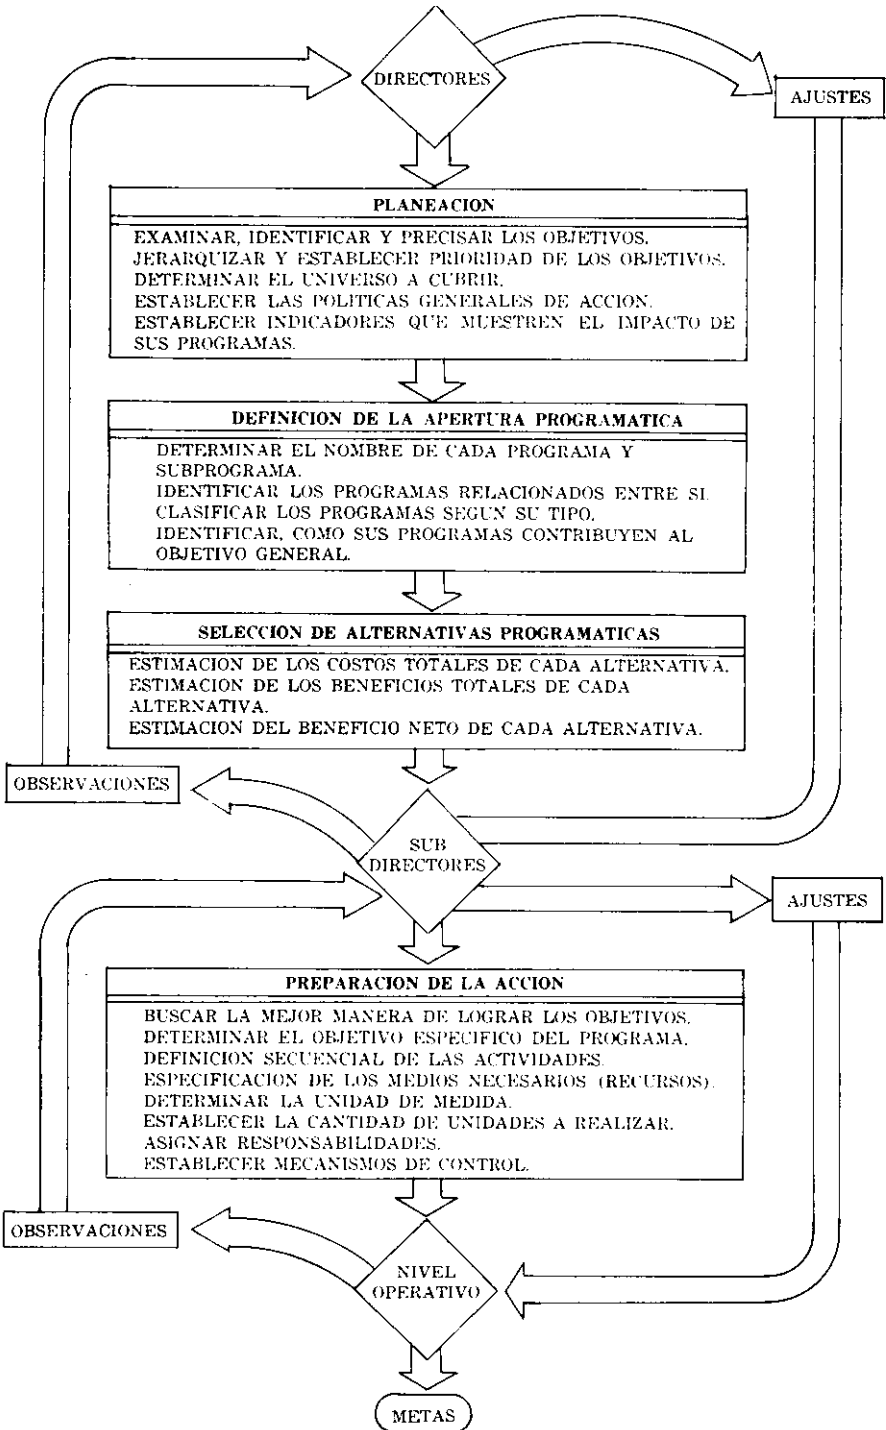 DIRECTORES
AJUSTES
PLANEACION
EXAMINAR, IDENTIFICAR Y PRECISAR LOS OBJETIVOS.
JERARQUIZAR Y ESTABLECER PRIORIDAD DE LOS OBJETIVOS.
DETERMINAR EL UNIVERSO A CUBRIR.
ESTABLECER LAS POLITICAS GENERALES DE ACCION.
ESTABLECER INDICADORES QUE MUESTREN EL IMPACTO DE
SUS PROGRAMAS.
DEFINICION DE LA APERTURA PROGRAMATICA
DETERMINAR EL NOMBRE DE CADA PROGRAMA Y
SUBPROGRAMA.
IDENTIFICAR LOS PROGRAMAS RELACIONADOS ENTRE SI.
CLASIFICAR LOS PROGRAMAS SEGUN SU TIPO.
IDENTIFICAR, COMO SUS PROGRAMAS CONTRIBUYEN AL
OBJETIVO GENERAL.
SELECCION DE ALTERNATIVAS PROGRAMATICAS
ESTIMACION DE LOS COSTOS TOTALES DE CADA ALTERNATIVA.
ESTIMACION DE LOS BENEFICIOS TOTALES DE CADA
ALTERNATIVA.
ESTIMACION DEL BENEFICIO NETO DE CADA ALTERNATIVA.
OBSERVACIONES
SUB
DIRECTORES
AJUSTES
PREPARACION DE LA ACCION
BUSCAR LA MEJOR MANERA DE LOGRAR LOS OBJETIVOS.
DETERMINAR EL OBJETIVO ESPECIFICO DEL PROGRAMA.
DEFINICION SECUENCIAL DE LAS ACTIVIDADES.
ESPECIFICACION DE LOS MEDIOS NECESARIOS (RECURSOS).
DETERMINAR LA UNIDAD DE MEDIDA.
ESTABLECER LA CANTIDAD DE UNIDADES A REALIZAR.
ASIGNAR RESPONSABILIDADES.
ESTABLECER MECANISMOS DE CONTROL.
OBSERVACIONES
NIVEL
OPERATIVO
METAS